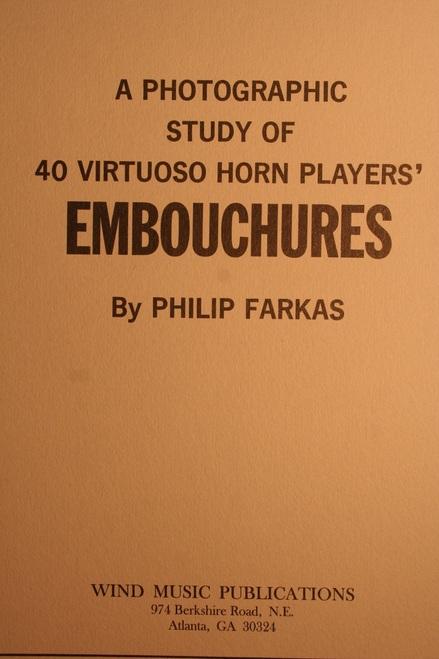 A PHOTOGRAPHIC
STUDY OF
40 VIRTUOSO HORN PLAYERS'
EMBOUCHURES
By PHILIP FARKAS
WIND MUSIC PUBLICATIONS
974 Berkshire Road, N.E.
Atlanta, GA 30324